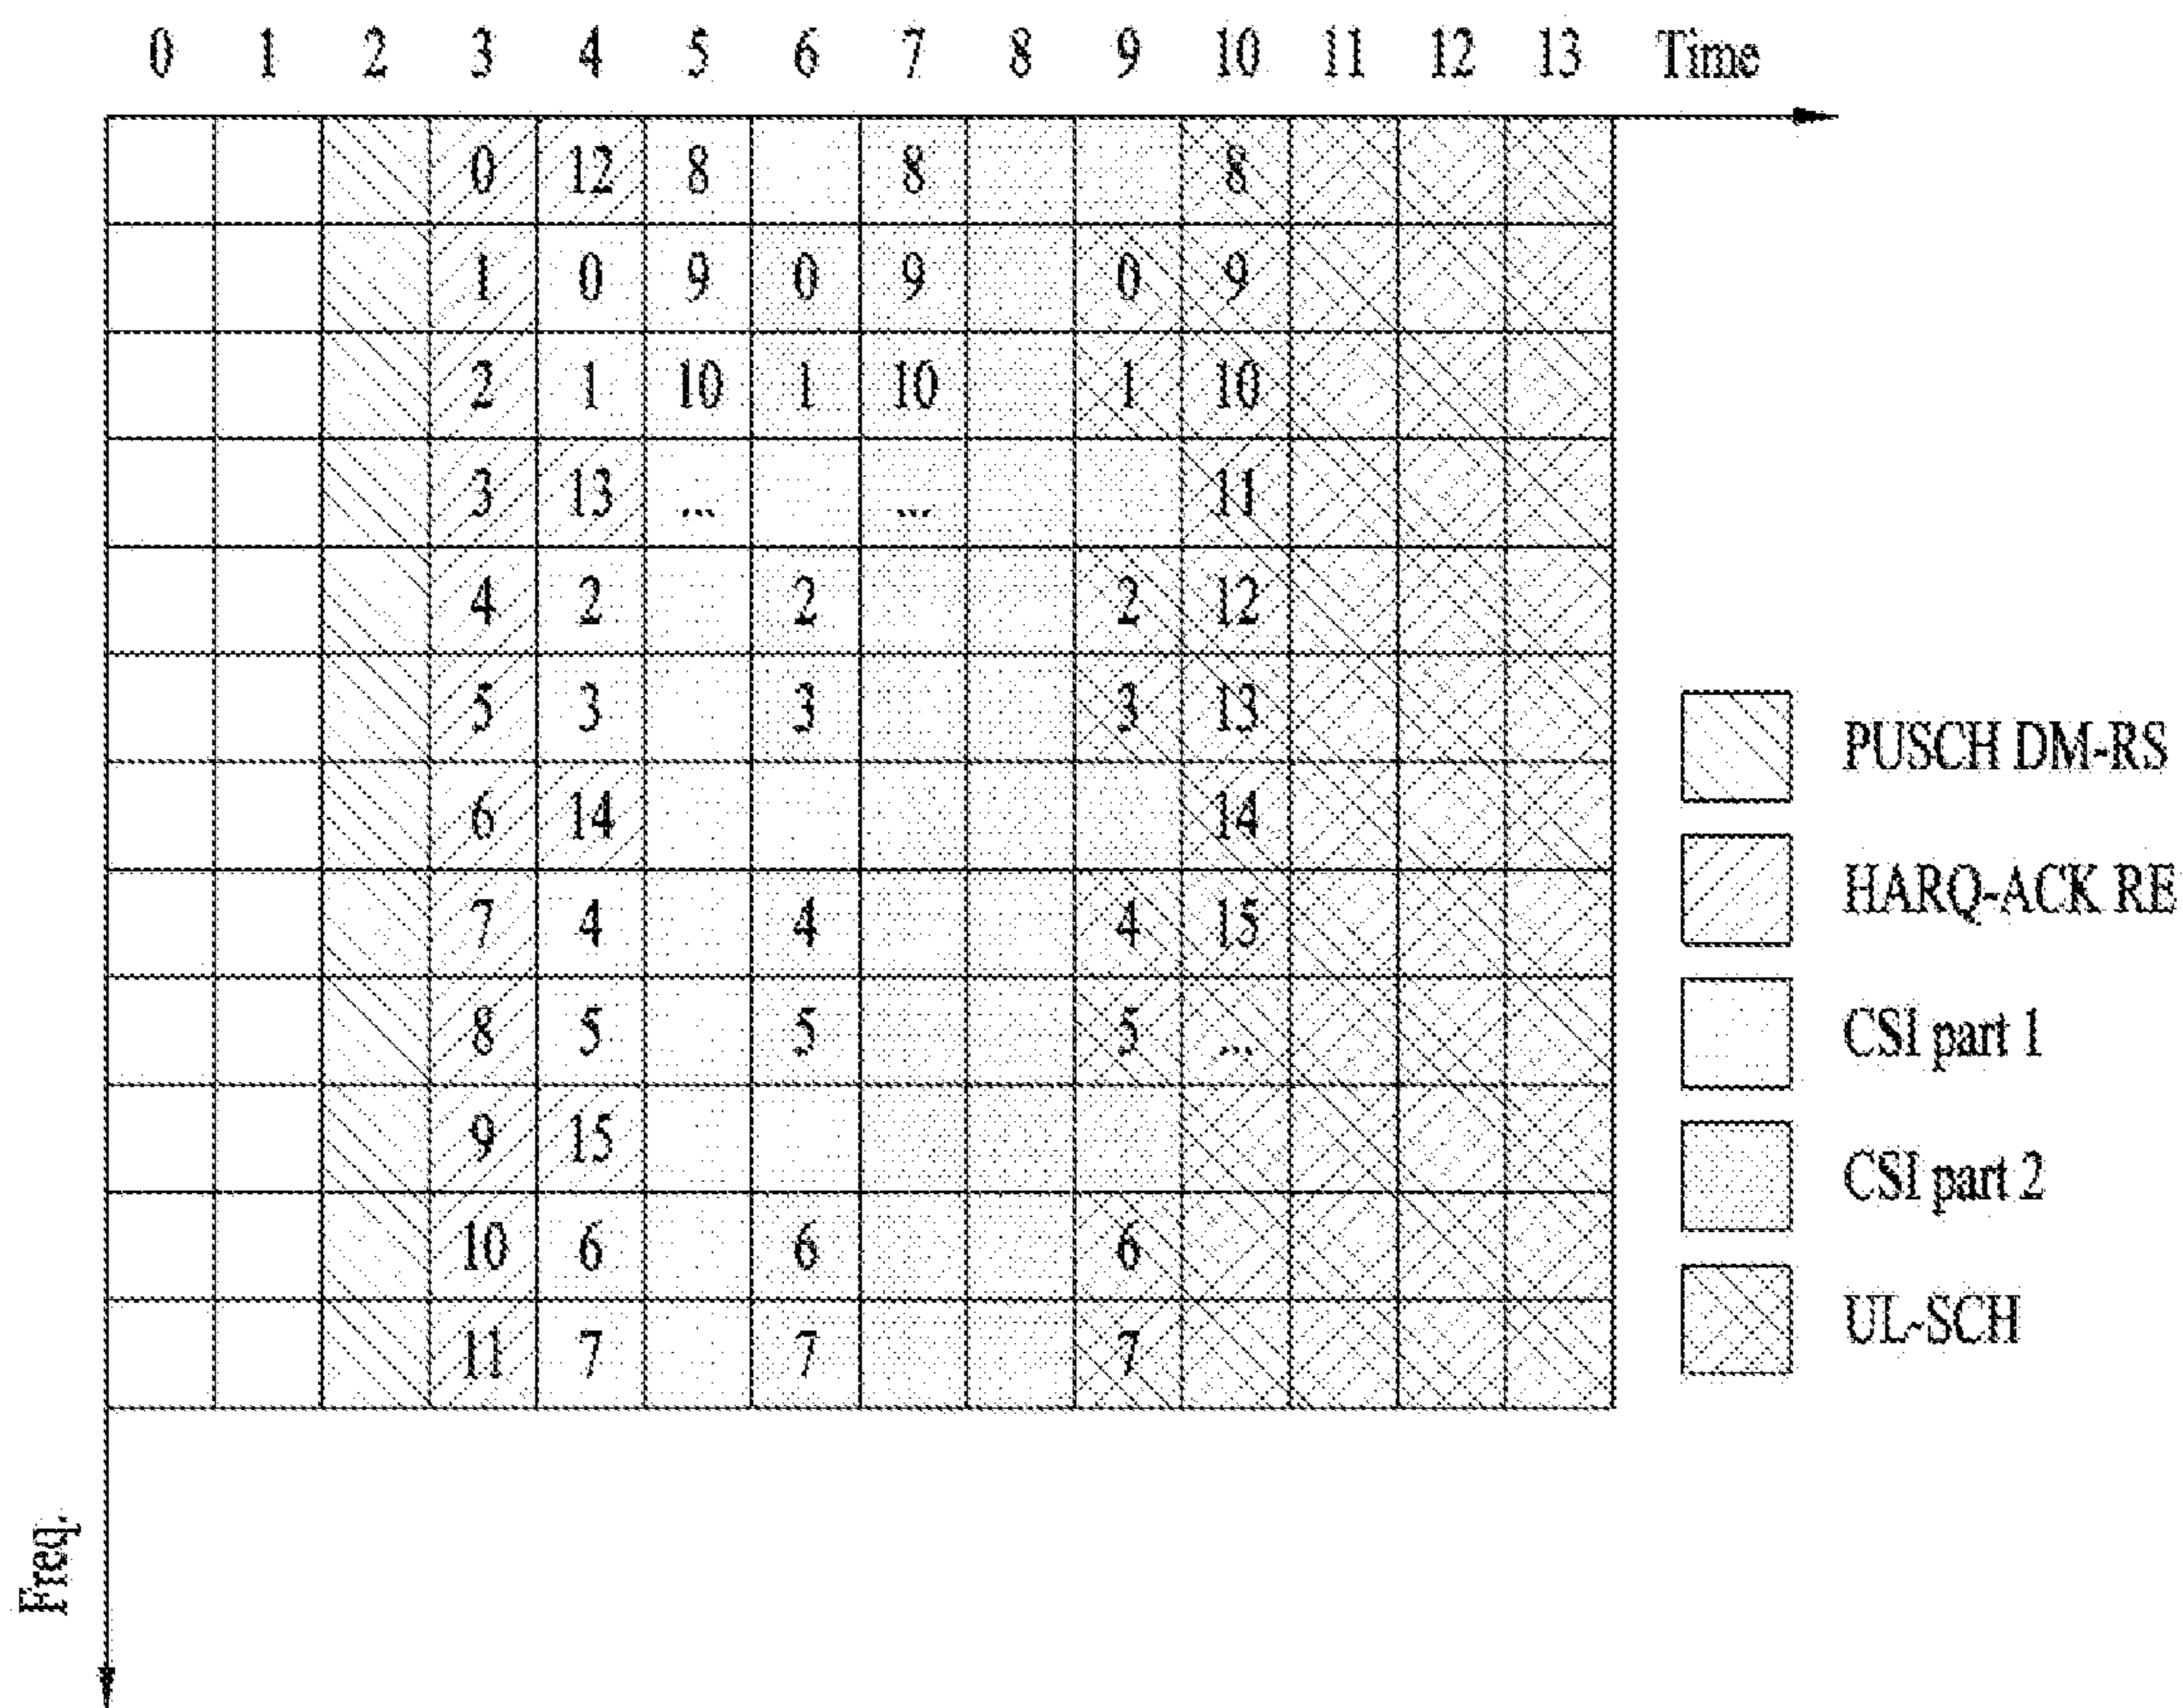 0 1 2 3 4 5 6 7 8 9 10 11 12 13 Time
0 12 8 8 8
1 0 9 0 9 0 9
2 1 10 1 10 1 10
3 13 ... ... 11
4 2 2 2 12
5 3 3 3 13
6 14 14
7 4 4 4 15
8 5 5 5 ...
9 15
10 6 6 6
11 7 7 7
PUSCH DM-RS
HARQ-ACK RE
CSI part 1
CSI part 2
UL-SCH
Freq.